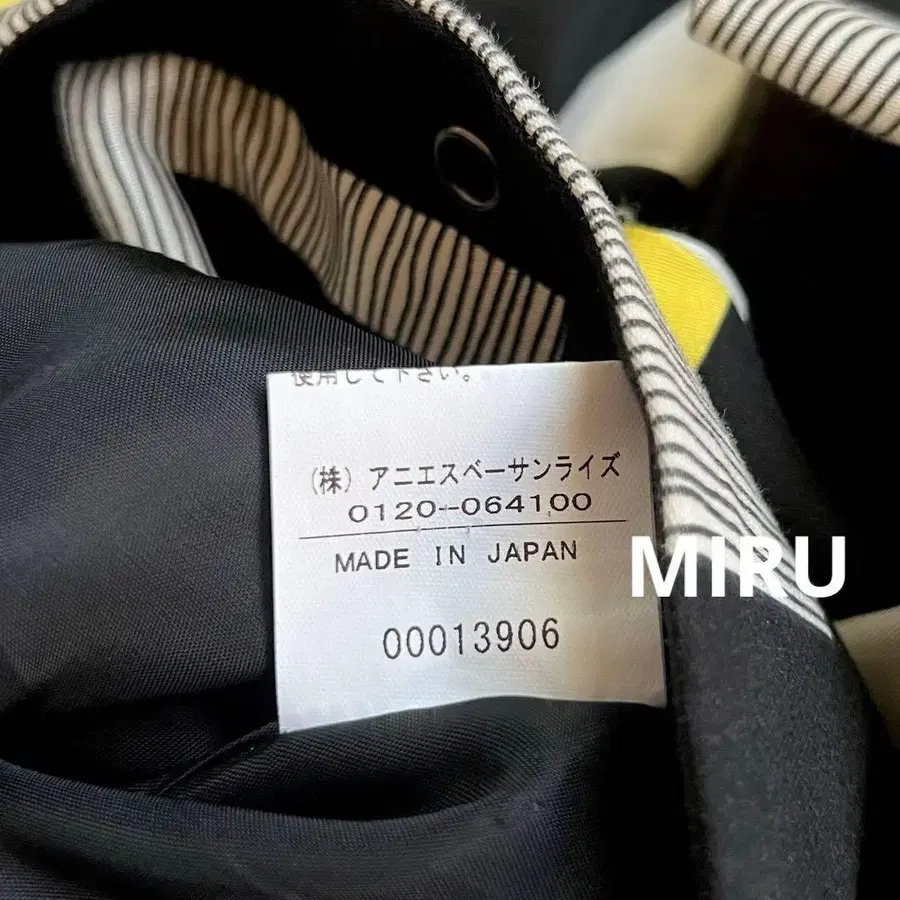 使用して下さい。
(株) アニエスベーサンライズ
0120--064100
MADE IN JAPAN
MIRU
00013906